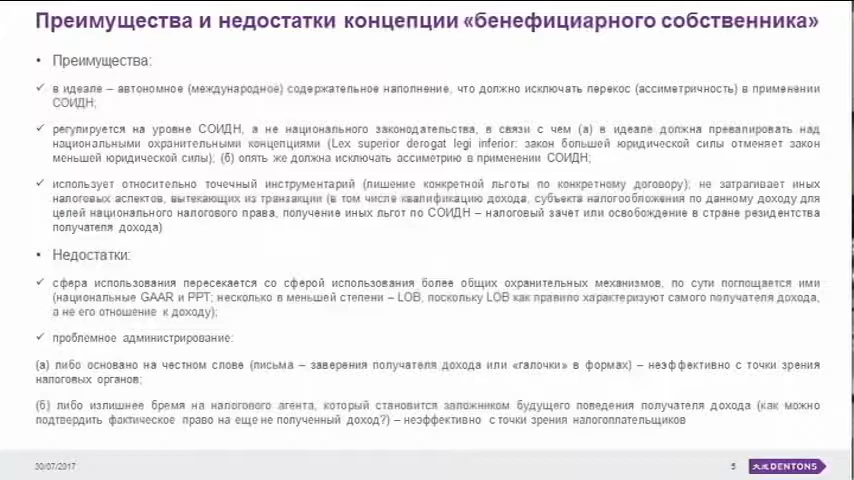 Преимущества и недостатки концепции «бенефициарного собственника»
• Преимущества:
✓ в идеале – автономное (международное) содержательное наполнение, что должно исключать перекос (ассиметричность) в применении
СОИДН;
✓ регулируется на уровне СОИДН, а не национального законодательства, в связи с чем (а) в идеале должна превалировать над
национальными охранительными концепциями (Lex superior derogat legi inferior: закон большей юридической силы отменяет закон
меньшей юридической силы); (б) опять же должна исключать ассиметрию в применении СОИДН;
✓ использует относительно точечный инструментарий (лишение конкретной льготы по конкретному договору); не затрагивает иных
налоговых аспектов, вытекающих из транзакции (в том числе квалификацию дохода, субъекта налогообложения по данному доходу для
целей национального налогового права, получение иных льгот по СОИДН – налоговый зачет или освобождение в стране резидентства
получателя дохода)
• Недостатки:
✓ сфера использования пересекается со сферой использования более общих охранительных механизмов, по сути поглощается ими
(национальные GAAR и PPT; несколько в меньшей степени – LOB, поскольку LOB как правило характеризуют самого получателя дохода,
а не его отношение к доходу);
✓ проблемное администрирование:
(а) либо основано на честном слове (письма – заверения получателя дохода или «галочки» в формах) – неэффективно с точки зрения
налоговых органов;
(б) либо излишнее бремя на налогового агента, который становится заложником будущего поведения получателя дохода (как можно
подтвердить фактическое право на еще не полученный доход?) – неэффективно с точки зрения налогоплательщиков
30/07/2017
5
大成 DENTONS